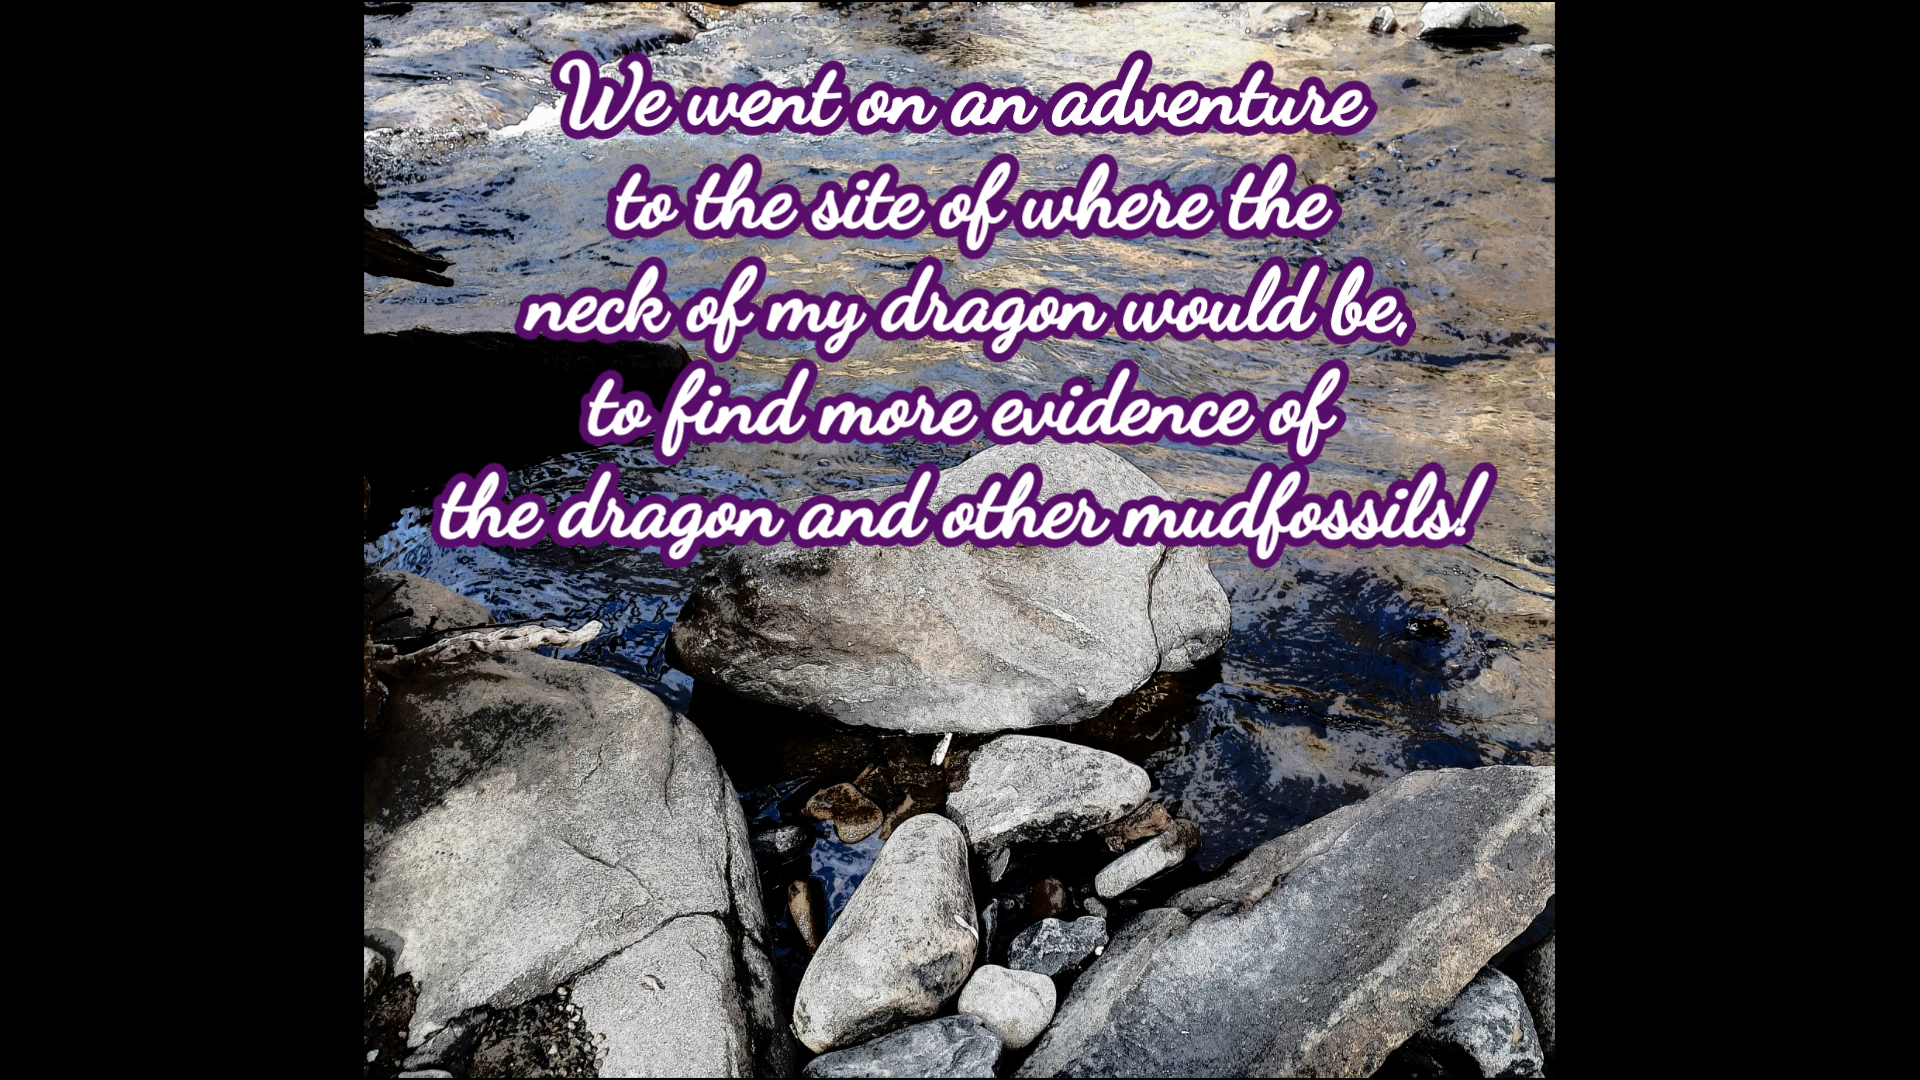 We went on an adventure
to the site of where the
neck of my dragon would be,
to find more evidence of
the dragon and other mudfossils!